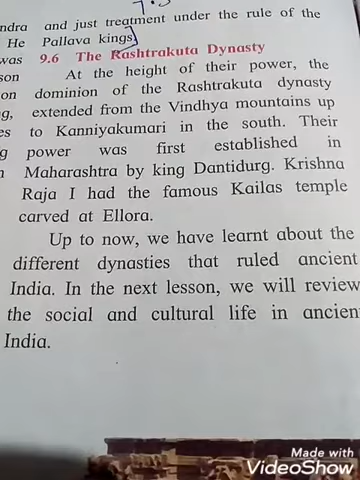 7.5
ndra and just treatment under the rule of the
He Pallava kings.
was 9.6 The Rashtrakuta Dynasty
son At the height of their power, the
on dominion of the Rashtrakuta dynasty
g, extended from the Vindhya mountains up
es to Kanniyakumari in the south. Their
g power was first established in
Maharashtra by king Dantidurg. Krishna
Raja I had the famous Kailas temple
carved at Ellora.
Up to now, we have learnt about the
different dynasties that ruled ancient
India. In the next lesson, we will review
the social and cultural life in ancien
India.
Made with
VideoShow